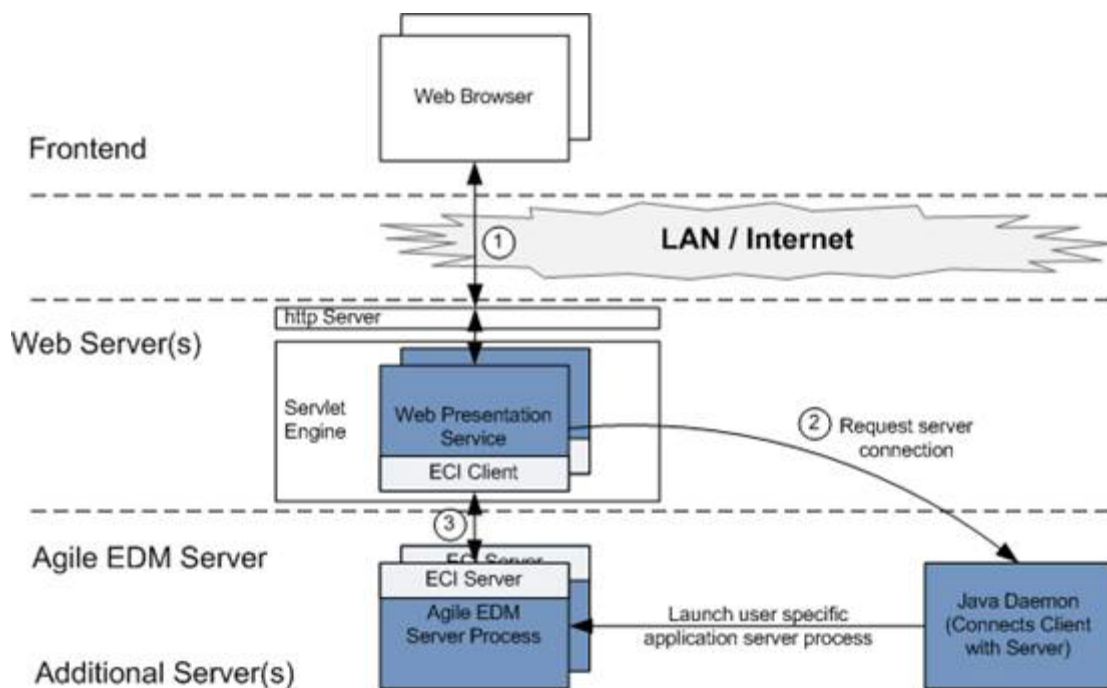 Web Browser
Frontend
1
LAN / Internet
http Server
Web Server(s)
Servlet
Engine
Web Presentation
Service
ECI Client
2
Request server
connection
3
Agile EDM Server
ECI Server
ECI Server
Agile EDM
Server Process
Launch user specific
application server process
Java Daemon
(Connects Client
with Server)
Additional Server(s)